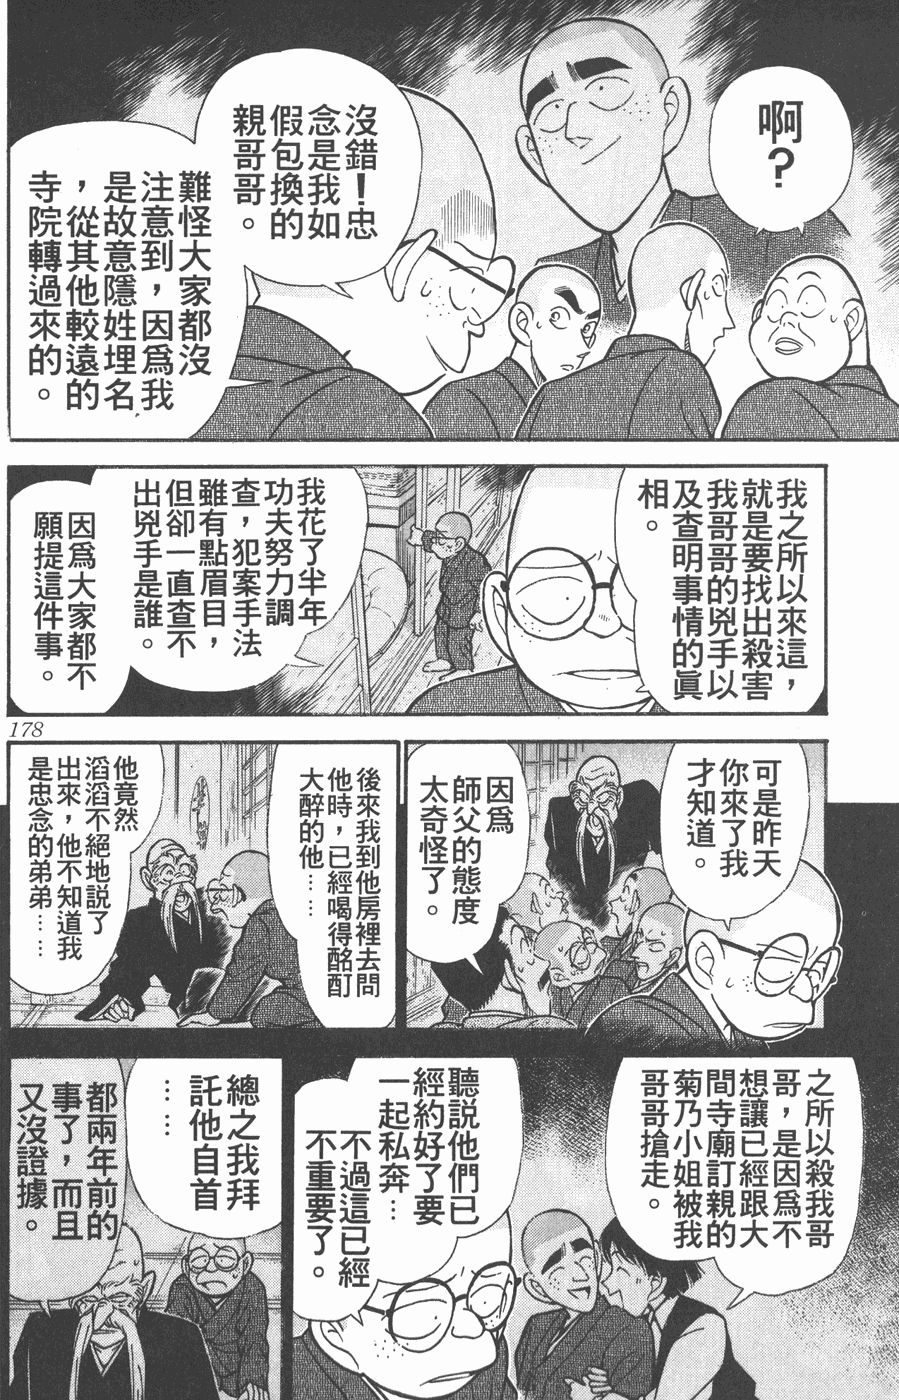 啊？
沒錯！忠
念是我如
假包換的
親哥哥。
難怪大家都沒
注意到，因為我
是故意隱姓埋名
，從其他較遠的
寺院轉過來的。
我之所以來這，
就是要找出殺害
我哥哥的兇手以
及查明事情的眞
相。
我花了半年
功夫努力調
查，犯案手法
雖有點眉目，
但卻一直查不
出兇手是誰。
因為大家都不
願提這件事。
178
可是昨天
你來了我
才知道。
因為
師父的態度
太奇怪了。
後來我到他房裡去問
他時，已經喝得酩酊
大醉的他……
他竟然
滔滔不絕地說了
出來，他不知道我
是忠念的弟弟……
之所以殺我哥
哥，是因為不
想讓已經跟大
間寺廟訂親的
菊乃小姐被我
哥哥搶走。
聽説他們已
經約好了要
一起私奔…
不過這已經
不重要了。
總之我拜
託他自首
……
都兩年前的
事了，而且
又沒證據。